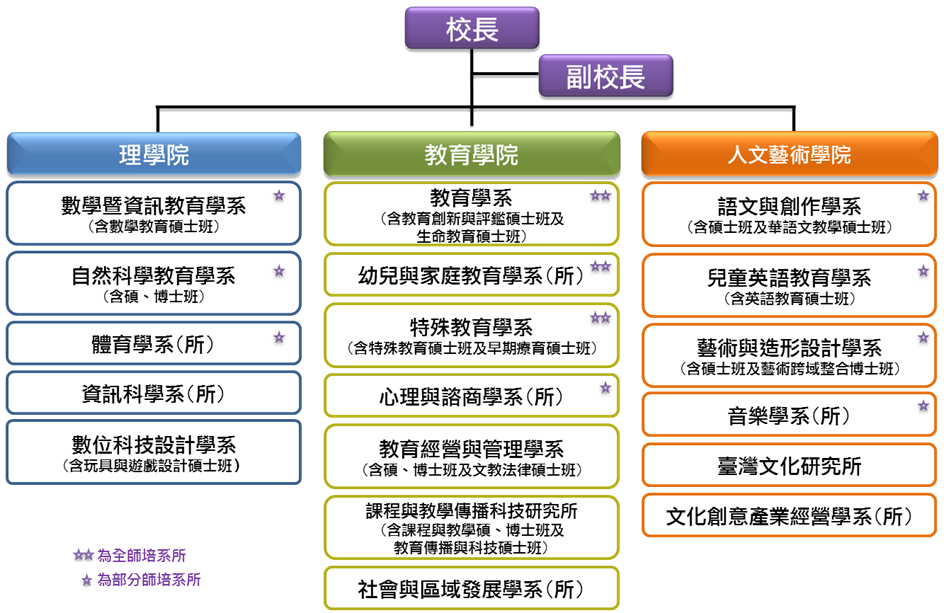 校長
副校長
理學院
數學暨資訊教育學系
(含數學教育碩士班)
自然科學教育學系
(含碩、博士班)
體育學系(所)
資訊科學系(所)
數位科技設計學系
(含玩具與遊戲設計碩士班)
教育學院
教育學系
(含教育創新與評鑑碩士班及
生命教育碩士班)
幼兒與家庭教育學系(所)
特殊教育學系
(含特殊教育碩士班及早期療育碩士班)
心理與諮商學系(所)
教育經營與管理學系
(含碩、博士班及文教法律碩士班)
課程與教學傳播科技研究所
(含課程與教學碩、博士班及
教育傳播與科技碩士班)
社會與區域發展學系(所)
人文藝術學院
語文與創作學系
(含碩士班及華語文教學碩士班)
兒童英語教育學系
(含英語教育碩士班)
藝術與造形設計學系
(含碩士班及藝術跨域整合博士班)
音樂學系(所)
臺灣文化研究所
文化創意產業經營學系(所)
☆☆為全師培系所
☆為部分師培系所